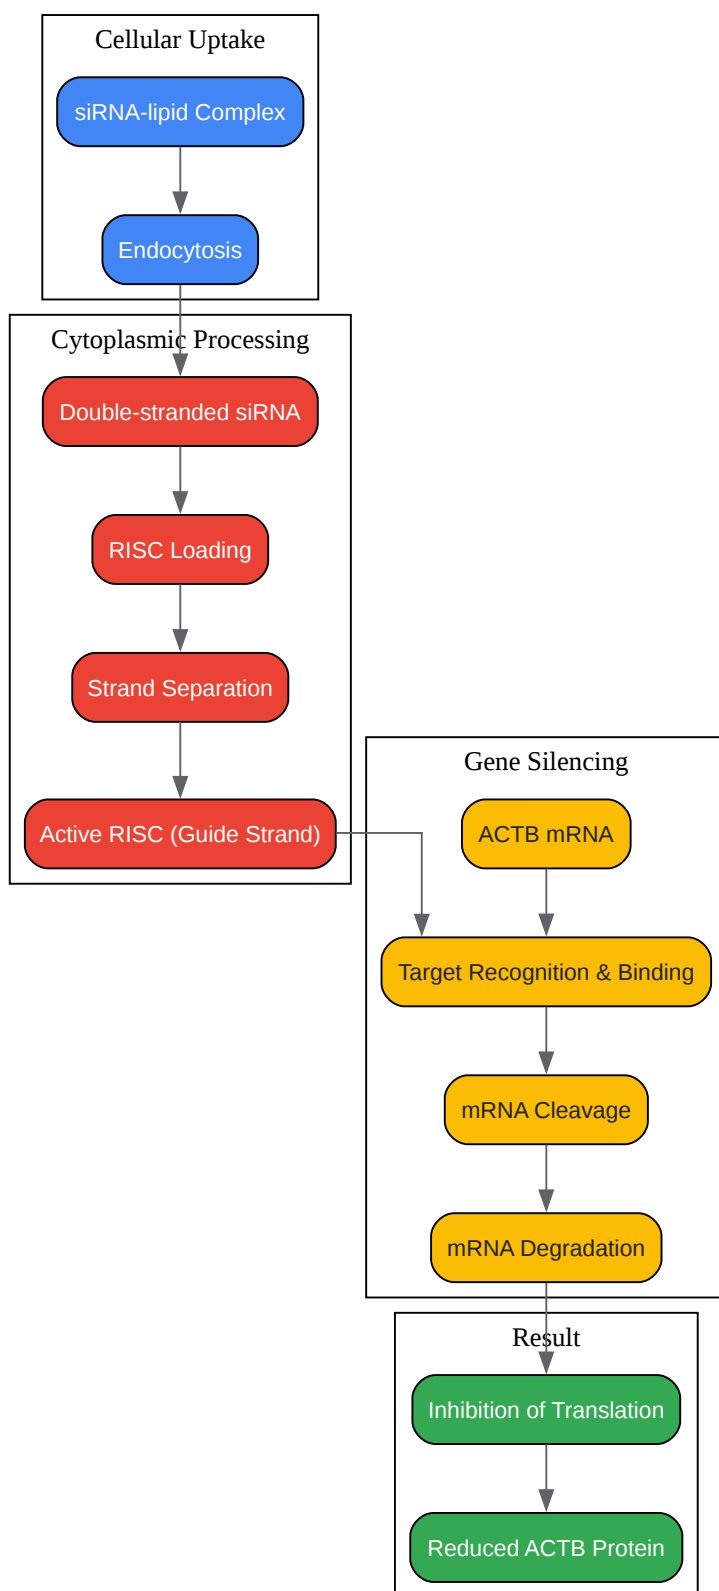 Cellular Uptake
siRNA-lipid Complex
Endocytosis
Cytoplasmic Processing
Double-stranded siRNA
RISC Loading
Strand Separation
Active RISC (Guide Strand)
Gene Silencing
ACTB mRNA
Target Recognition & Binding
mRNA Cleavage
mRNA Degradation
Result
Inhibition of Translation
Reduced ACTB Protein